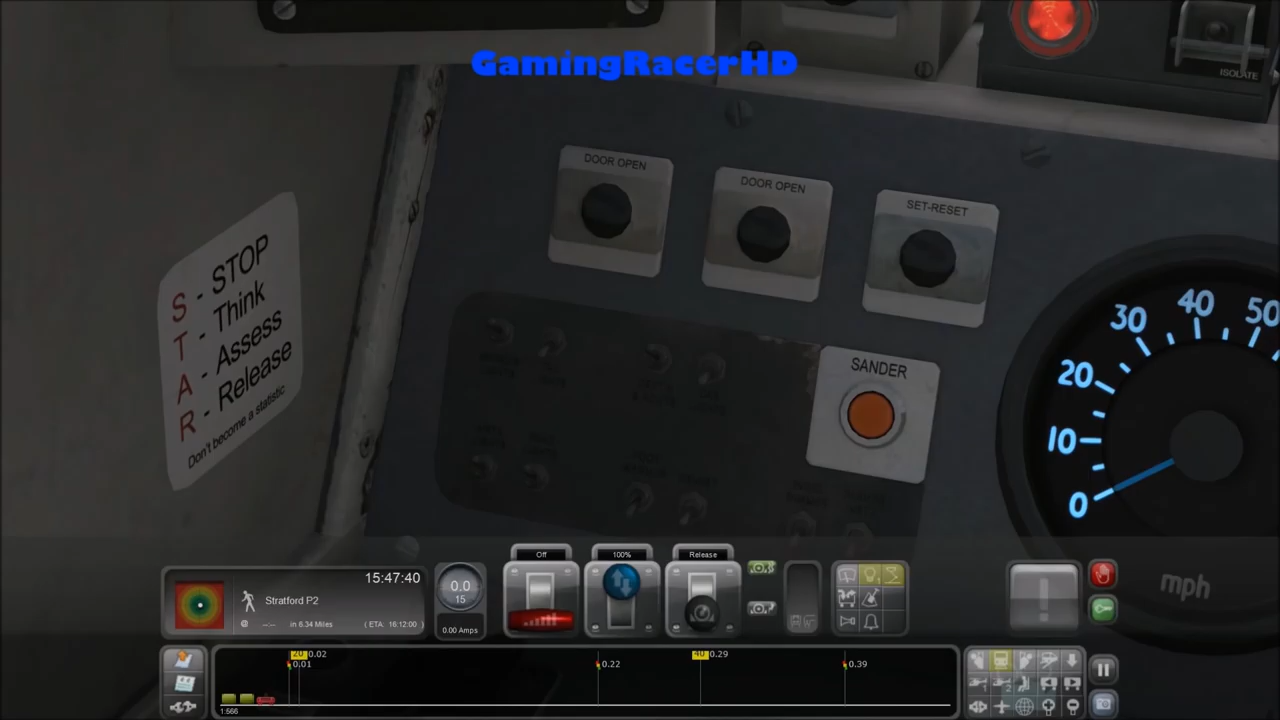 GamingRacerHD
ISOLATE
DOOR OPEN
DOOR OPEN
SET-RESET
S - STOP
T - Think
A - Assess
R - Release
Don't become a statistic
SANDER
0
10
20
30
40
50
mph
15:47:40
Stratford P2
@ --:-- in 6.34 Miles ( ETA: 16:12:00 )
0.0
15
0.00 Amps
Off
100%
Release
20 0.02
0.01
0.22
40 0.29
0.39
1:566